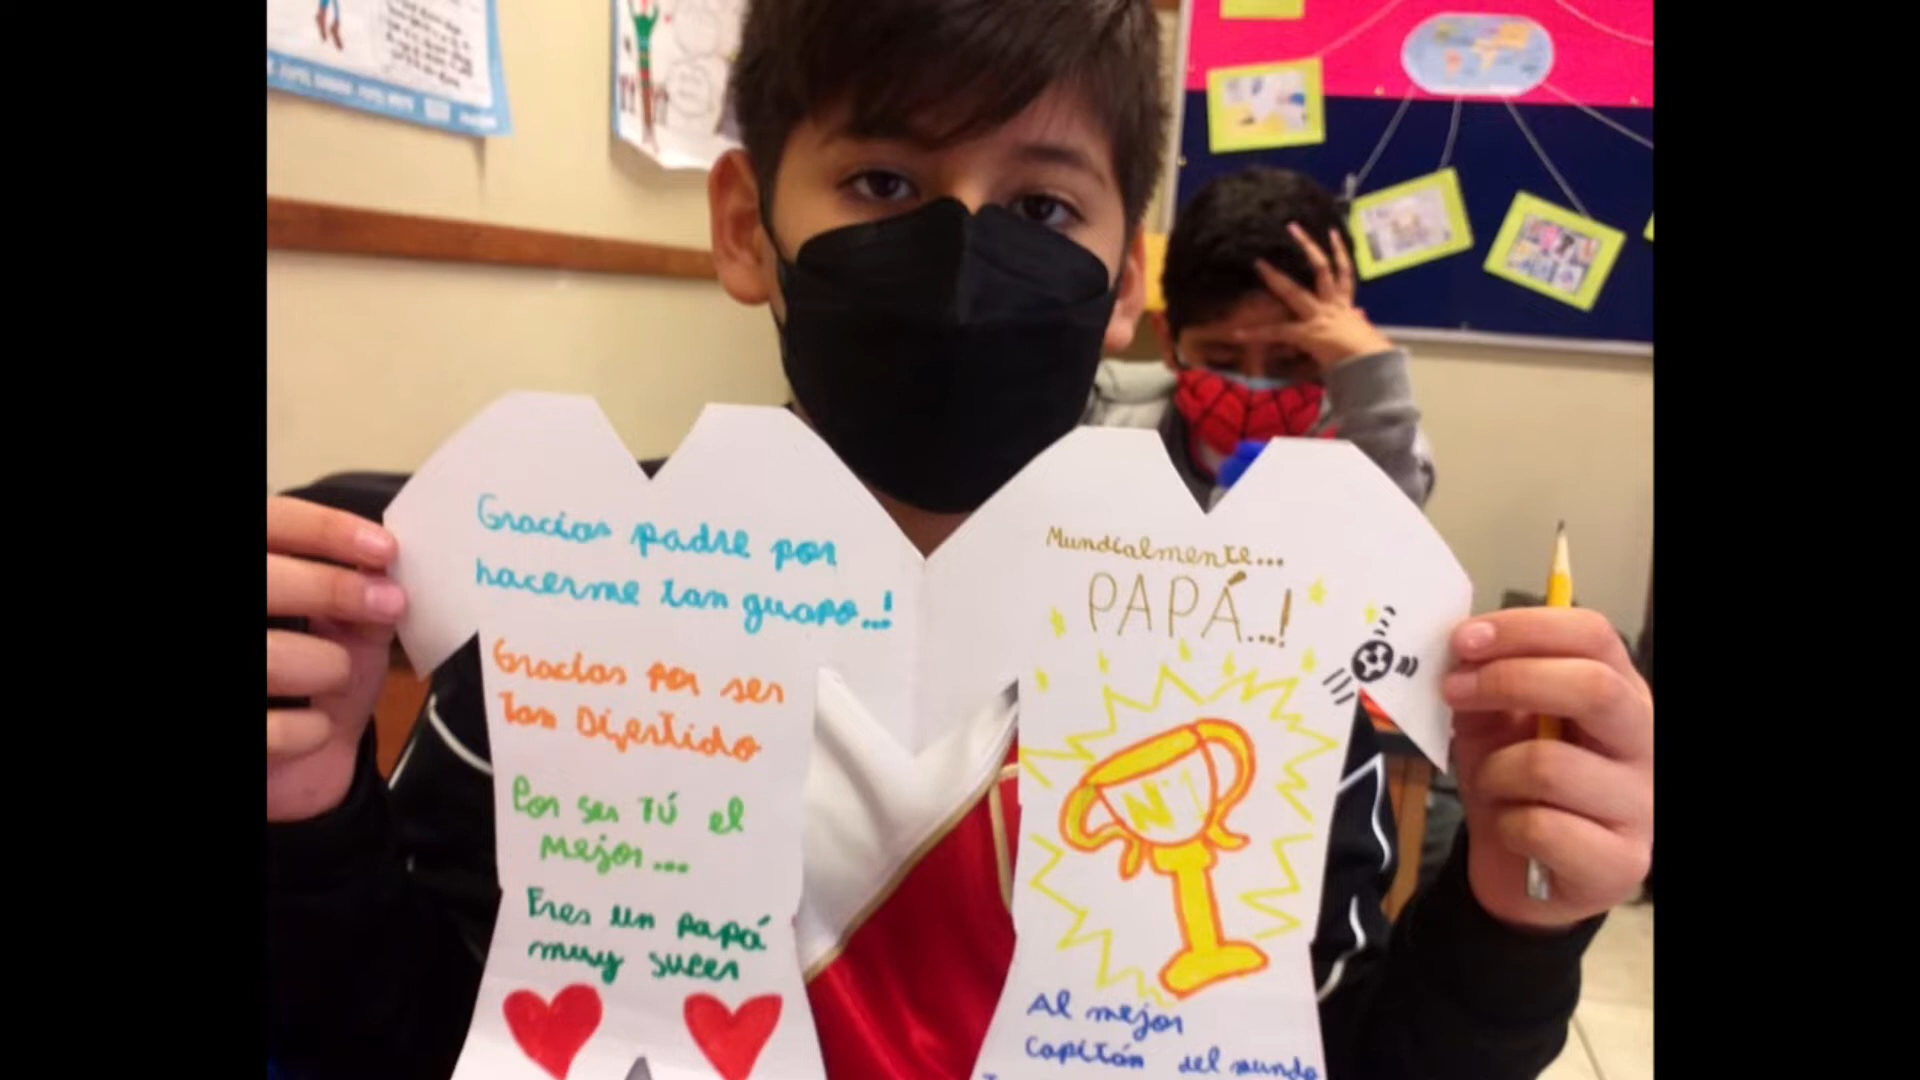 Gracias padre por
hacerme tan guapo...!
Gracias por ser
tan Divertido
Por ser TÚ el
Mejor...
Eres un papá
muy super
Mundialmente...
PAPÁ...!
N°1
Al mejor
capitán del mundo